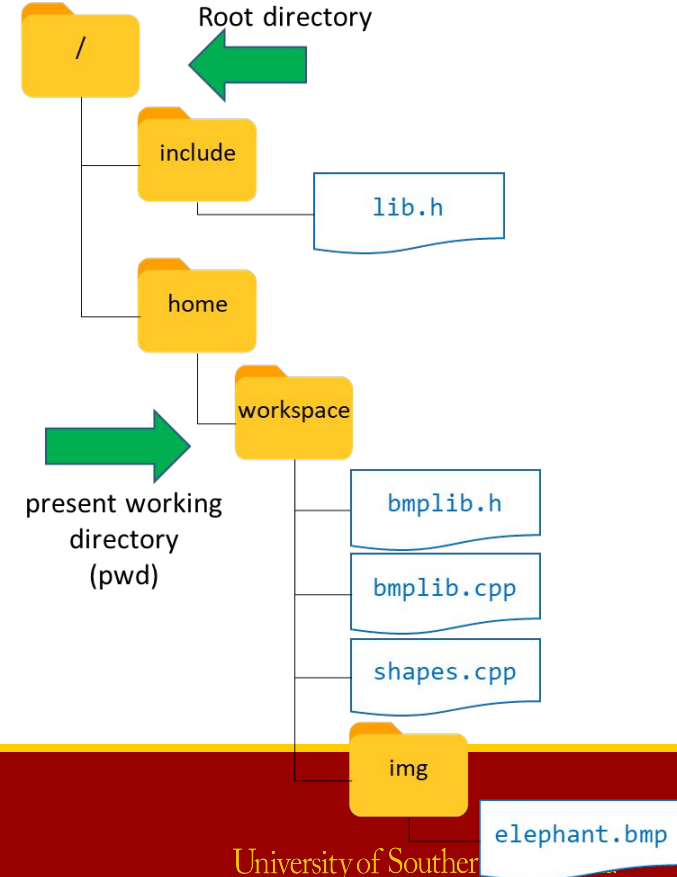 Root directory
/
include
lib.h
home
workspace
present working
directory
(pwd)
bmplib.h
bmplib.cpp
shapes.cpp
img
elephant.bmp
University of Souther